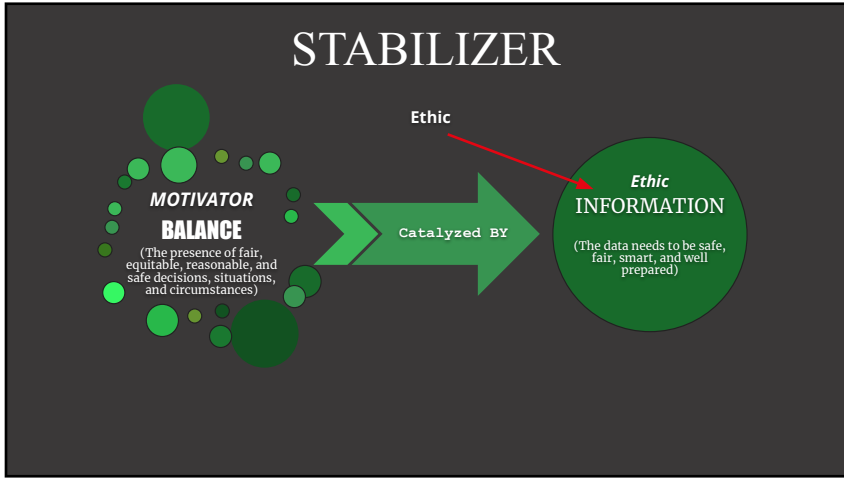 STABILIZER
Ethic
MOTIVATOR
BALANCE
(The presence of fair,
equitable, reasonable, and
safe decisions, situations,
and circumstances)
Catalyzed BY
Ethic
INFORMATION
(The data needs to be safe,
fair, smart, and well
prepared)